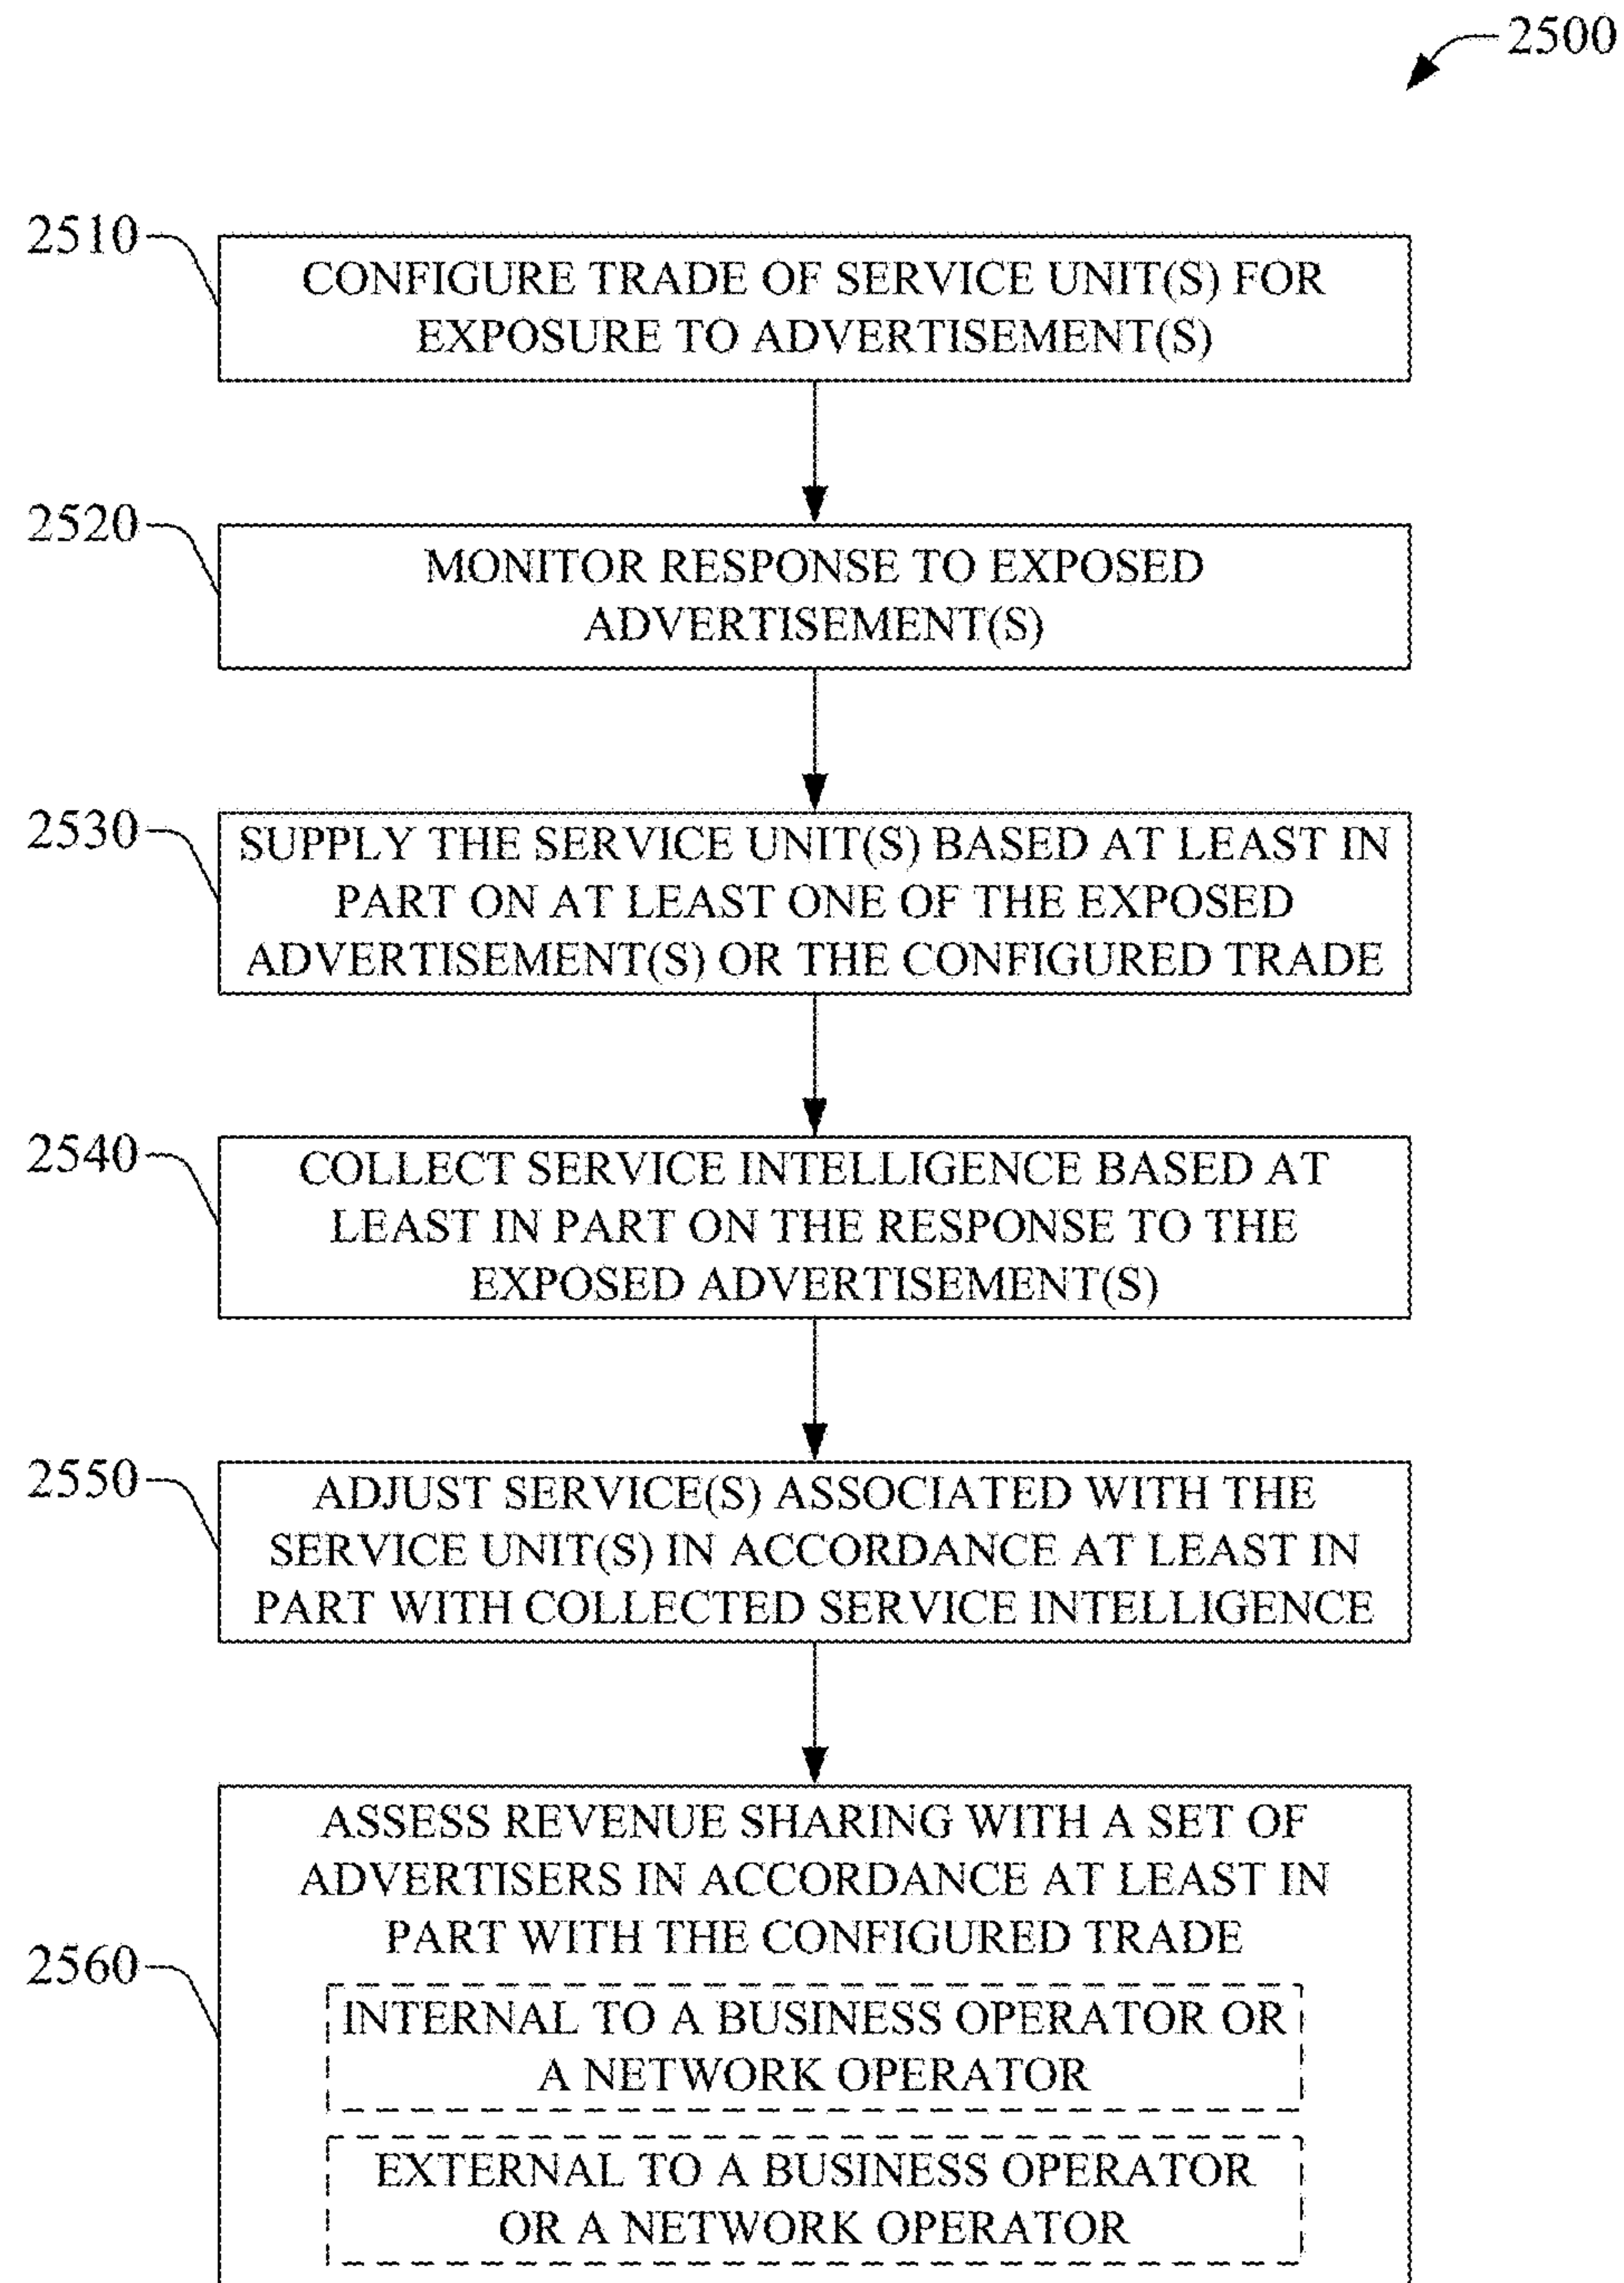 2500
2510
CONFIGURE TRADE OF SERVICE UNIT(S) FOR
EXPOSURE TO ADVERTISEMENT(S)
2520
MONITOR RESPONSE TO EXPOSED
ADVERTISEMENT(S)
2530
SUPPLY THE SERVICE UNIT(S) BASED AT LEAST IN
PART ON AT LEAST ONE OF THE EXPOSED
ADVERTISEMENT(S) OR THE CONFIGURED TRADE
2540
COLLECT SERVICE INTELLIGENCE BASED AT
LEAST IN PART ON THE RESPONSE TO THE
EXPOSED ADVERTISEMENT(S)
2550
ADJUST SERVICE(S) ASSOCIATED WITH THE
SERVICE UNIT(S) IN ACCORDANCE AT LEAST IN
PART WITH COLLECTED SERVICE INTELLIGENCE
2560
ASSESS REVENUE SHARING WITH A SET OF
ADVERTISERS IN ACCORDANCE AT LEAST IN
PART WITH THE CONFIGURED TRADE
INTERNAL TO A BUSINESS OPERATOR OR
A NETWORK OPERATOR
EXTERNAL TO A BUSINESS OPERATOR
OR A NETWORK OPERATOR